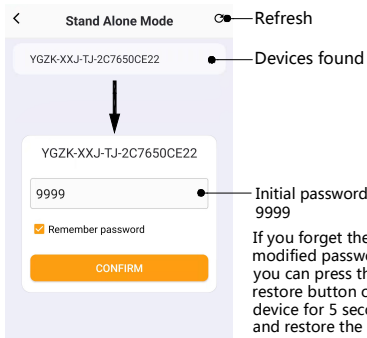 Stand Alone Mode
Refresh
YGZK-XXJ-TJ-2C7650CE22
Devices found
YGZK-XXJ-TJ-2C7650CE22
9999
Initial password
9999
Remember password
CONFIRM
If you forget the
modified passw
you can press th
restore button o
device for 5 sec
and restore the